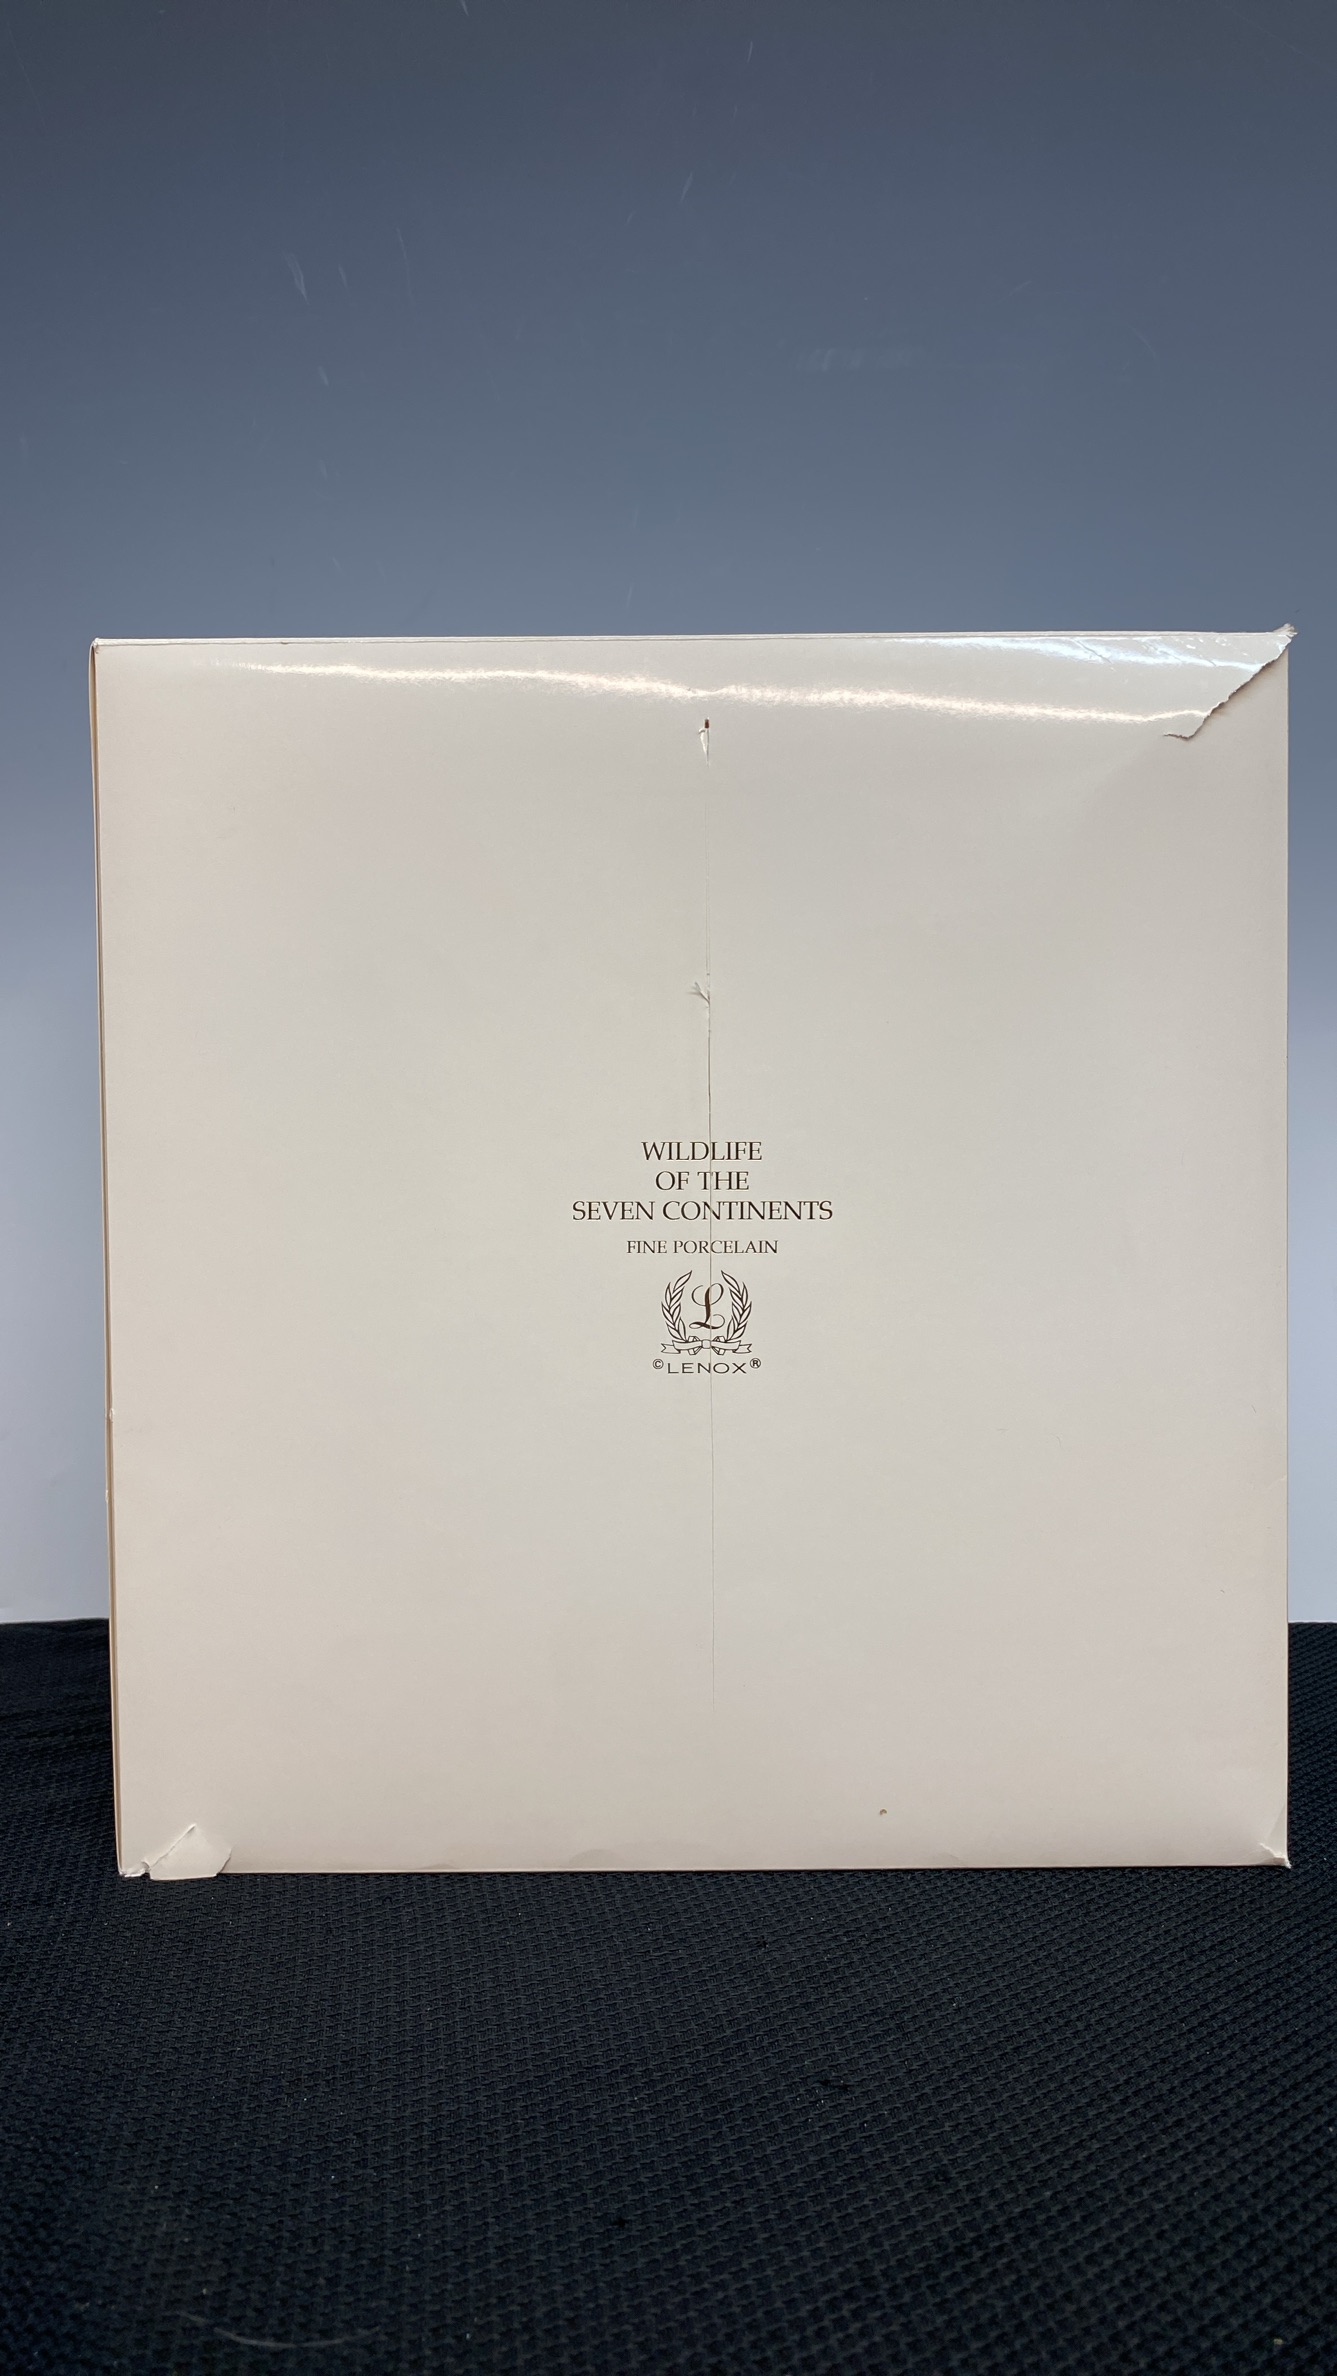 WILDLIFE
OF THE
SEVEN CONTINENTS
FINE PORCELAIN
L
©LENOX®